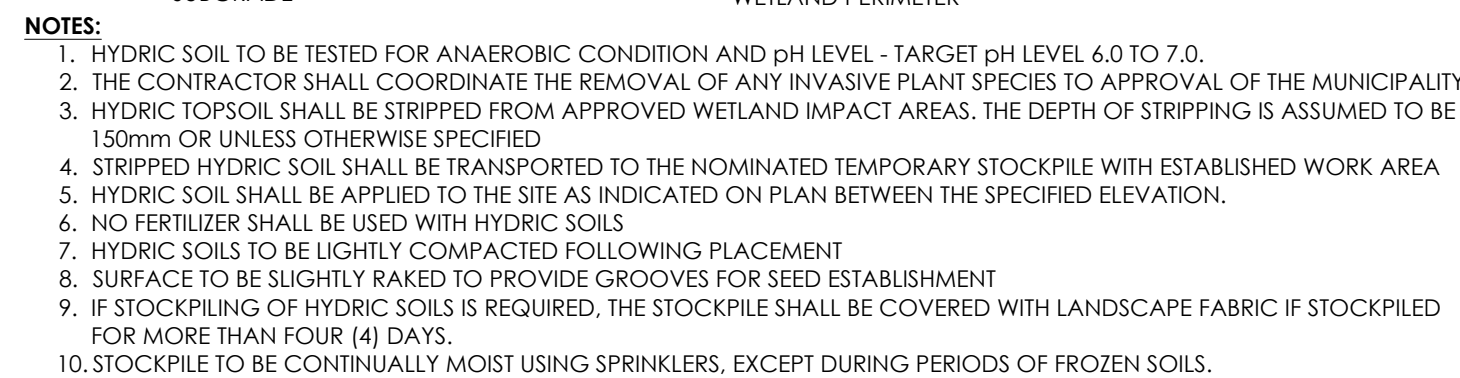 SUBGRADE
WETLAND PERIMETER
NOTES:
1. HYDRIC SOIL TO BE TESTED FOR ANAEROBIC CONDITION AND pH LEVEL - TARGET pH LEVEL 6.0 TO 7.0.
2. THE CONTRACTOR SHALL COORDINATE THE REMOVAL OF ANY INVASIVE PLANT SPECIES TO APPROVAL OF THE MUNICIPALITY
3. HYDRIC TOPSOIL SHALL BE STRIPPED FROM APPROVED WETLAND IMPACT AREAS. THE DEPTH OF STRIPPING IS ASSUMED TO BE
150mm OR UNLESS OTHERWISE SPECIFIED
4. STRIPPED HYDRIC SOIL SHALL BE TRANSPORTED TO THE NOMINATED TEMPORARY STOCKPILE WITH ESTABLISHED WORK AREA
5. HYDRIC SOIL SHALL BE APPLIED TO THE SITE AS INDICATED ON PLAN BETWEEN THE SPECIFIED ELEVATION.
6. NO FERTILIZER SHALL BE USED WITH HYDRIC SOILS
7. HYDRIC SOILS TO BE LIGHTLY COMPACTED FOLLOWING PLACEMENT
8. SURFACE TO BE SLIGHTLY RAKED TO PROVIDE GROOVES FOR SEED ESTABLISHMENT
9. IF STOCKPILING OF HYDRIC SOILS IS REQUIRED, THE STOCKPILE SHALL BE COVERED WITH LANDSCAPE FABRIC IF STOCKPILED
FOR MORE THAN FOUR (4) DAYS.
10. STOCKPILE TO BE CONTINUALLY MOIST USING SPRINKLERS, EXCEPT DURING PERIODS OF FROZEN SOILS.